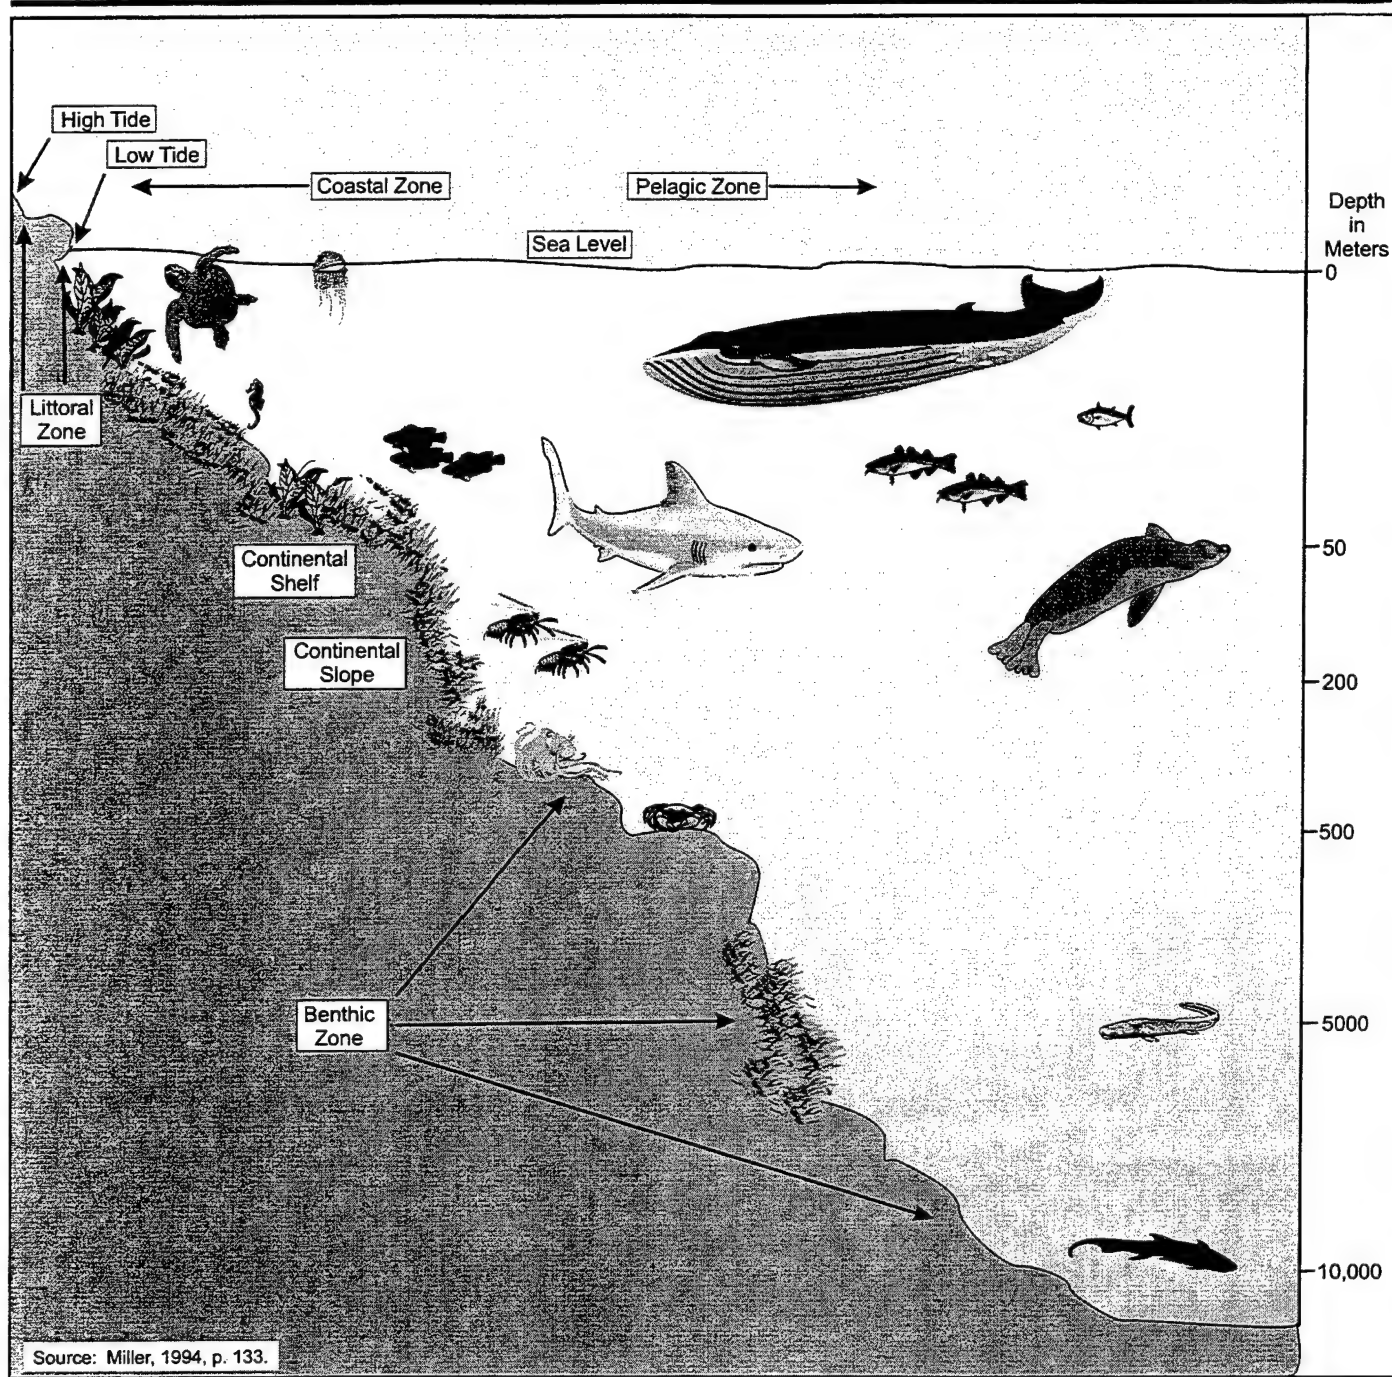 High Tide
Low Tide
Coastal Zone
Pelagic Zone
Sea Level
Depth
in
Meters
0
Littoral
Zone
Continental
Shelf
50
Continental
Slope
200
500
Benthic
Zone
5000
10,000
Source: Miller, 1994, p. 133.